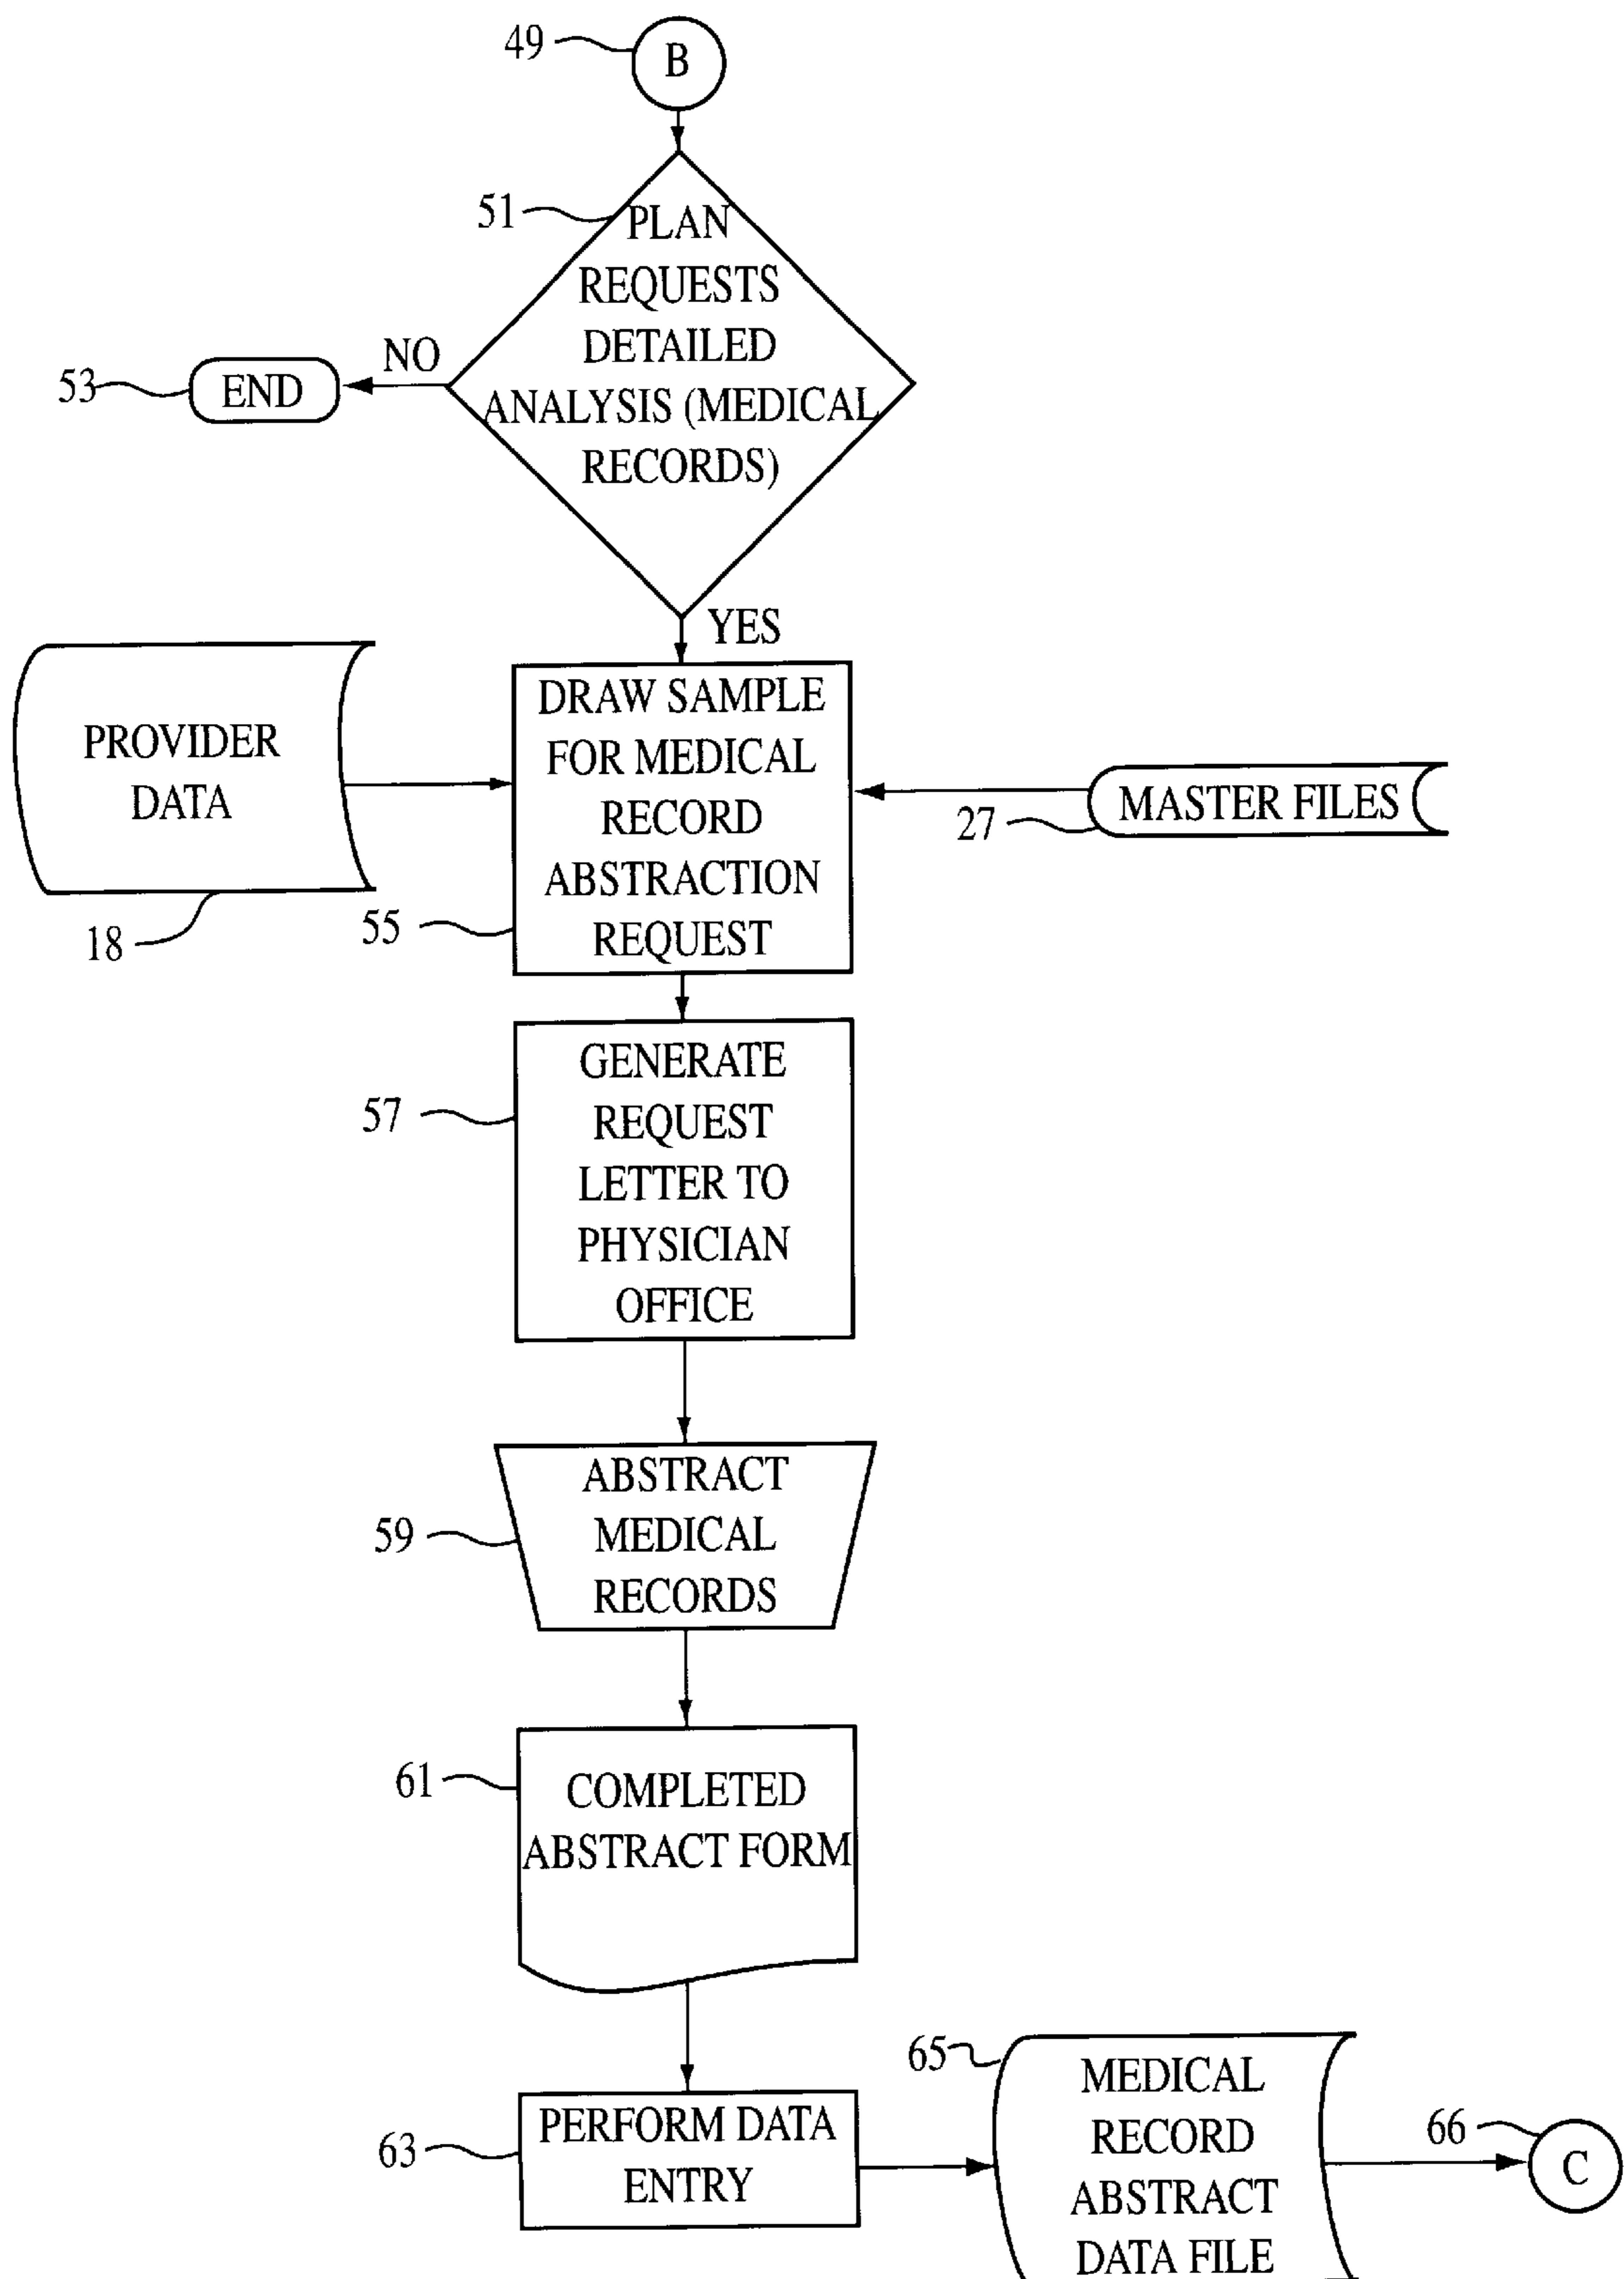 49
B
51
PLAN
REQUESTS
DETAILED
ANALYSIS (MEDICAL
RECORDS)
NO
53
END
YES
PROVIDER
DATA
18
DRAW SAMPLE
FOR MEDICAL
RECORD
ABSTRACTION
REQUEST
55
MASTER FILES
27
GENERATE
REQUEST
LETTER TO
PHYSICIAN
OFFICE
57
ABSTRACT
MEDICAL
RECORDS
59
61
COMPLETED
ABSTRACT FORM
63
PERFORM DATA
ENTRY
65
MEDICAL
RECORD
ABSTRACT
DATA FILE
66
C